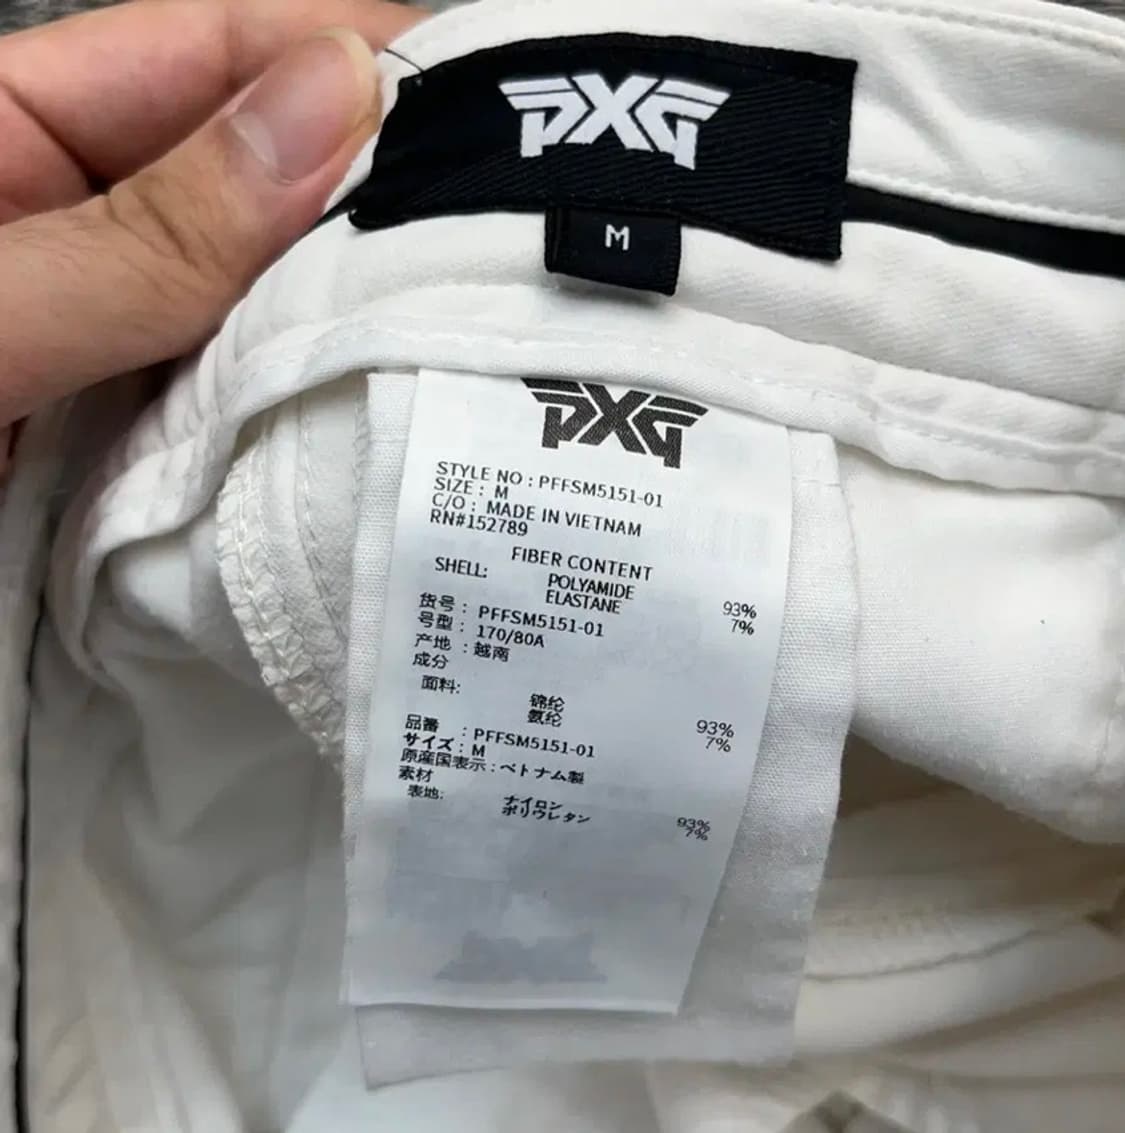 PXG
M
PXG
STYLE NO : PFFSM5151-01
SIZE : M
C/O : MADE IN VIETNAM
RN#152789
FIBER CONTENT
SHELL:
POLYAMIDE 93%
ELASTANE 7%
货号 : PFFSM5151-01
号型 : 170/80A
产地 : 越南
成分
面料:
锦纶 93%
氨纶 7%
品番 : PFFSM5151-01
サイズ : M
原産国表示 : ベトナム製
素材
表地:
ナイロン 93%
ポリウレタン 7%